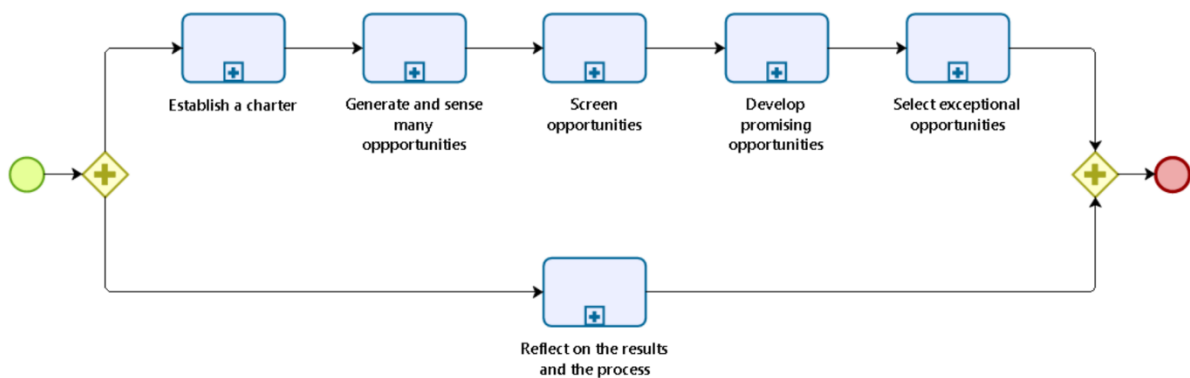 Establish a charter
Generate and sense
many
oppportunities
Screen
opportunities
Develop
promising
opportunities
Select exceptional
opportunities
Reflect on the results
and the process